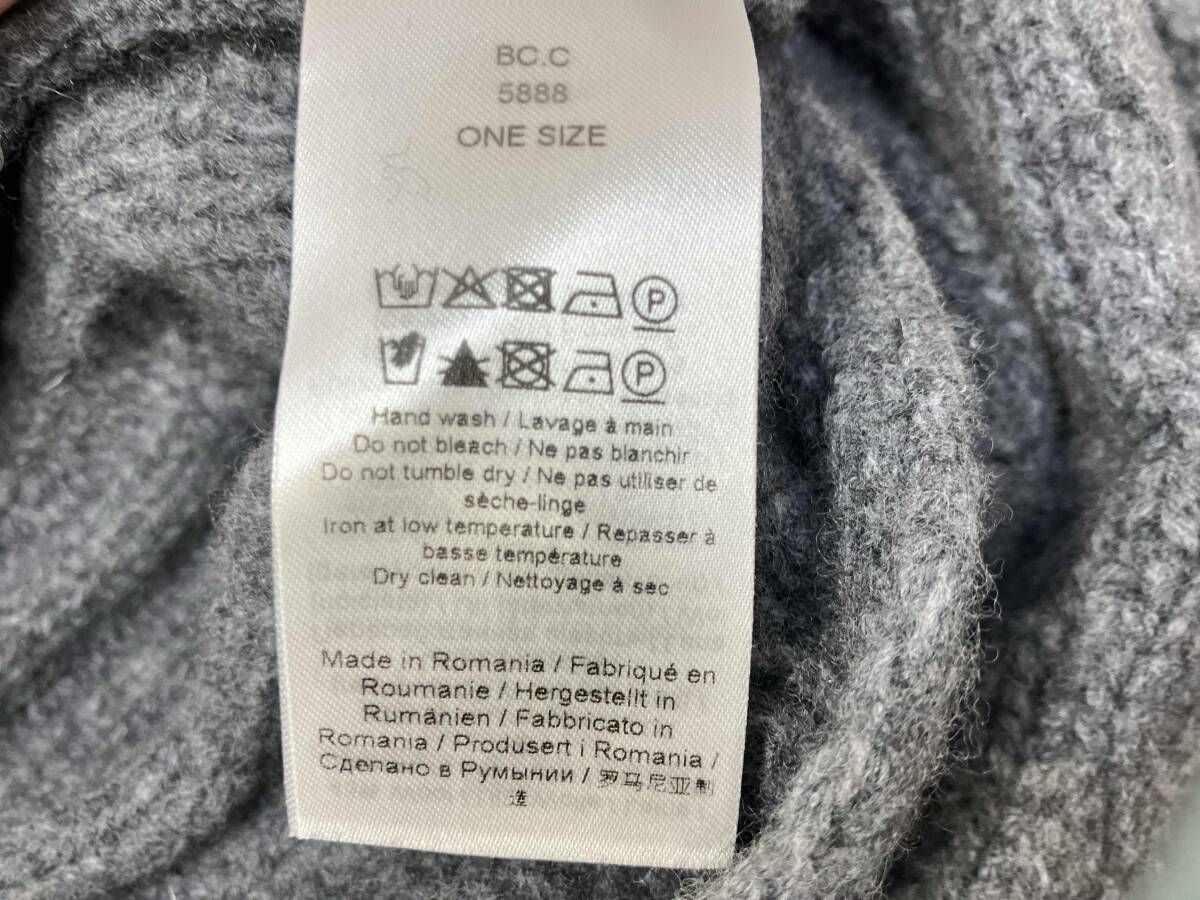 BC.C
5888
ONE SIZE
P
P
Hand wash / Lavage à main
Do not bleach / Ne pas blanchir
Do not tumble dry / Ne pas utiliser de
sèche-linge
Iron at low temperature / Repasser à
basse température
Dry clean / Nettoyage à sec
Made in Romania / Fabriqué en
Roumanie / Hergestellt in
Rumänien / Fabbricato in
Romania / Produsert i Romania /
Сделано в Румынии / 罗马尼亚制
造